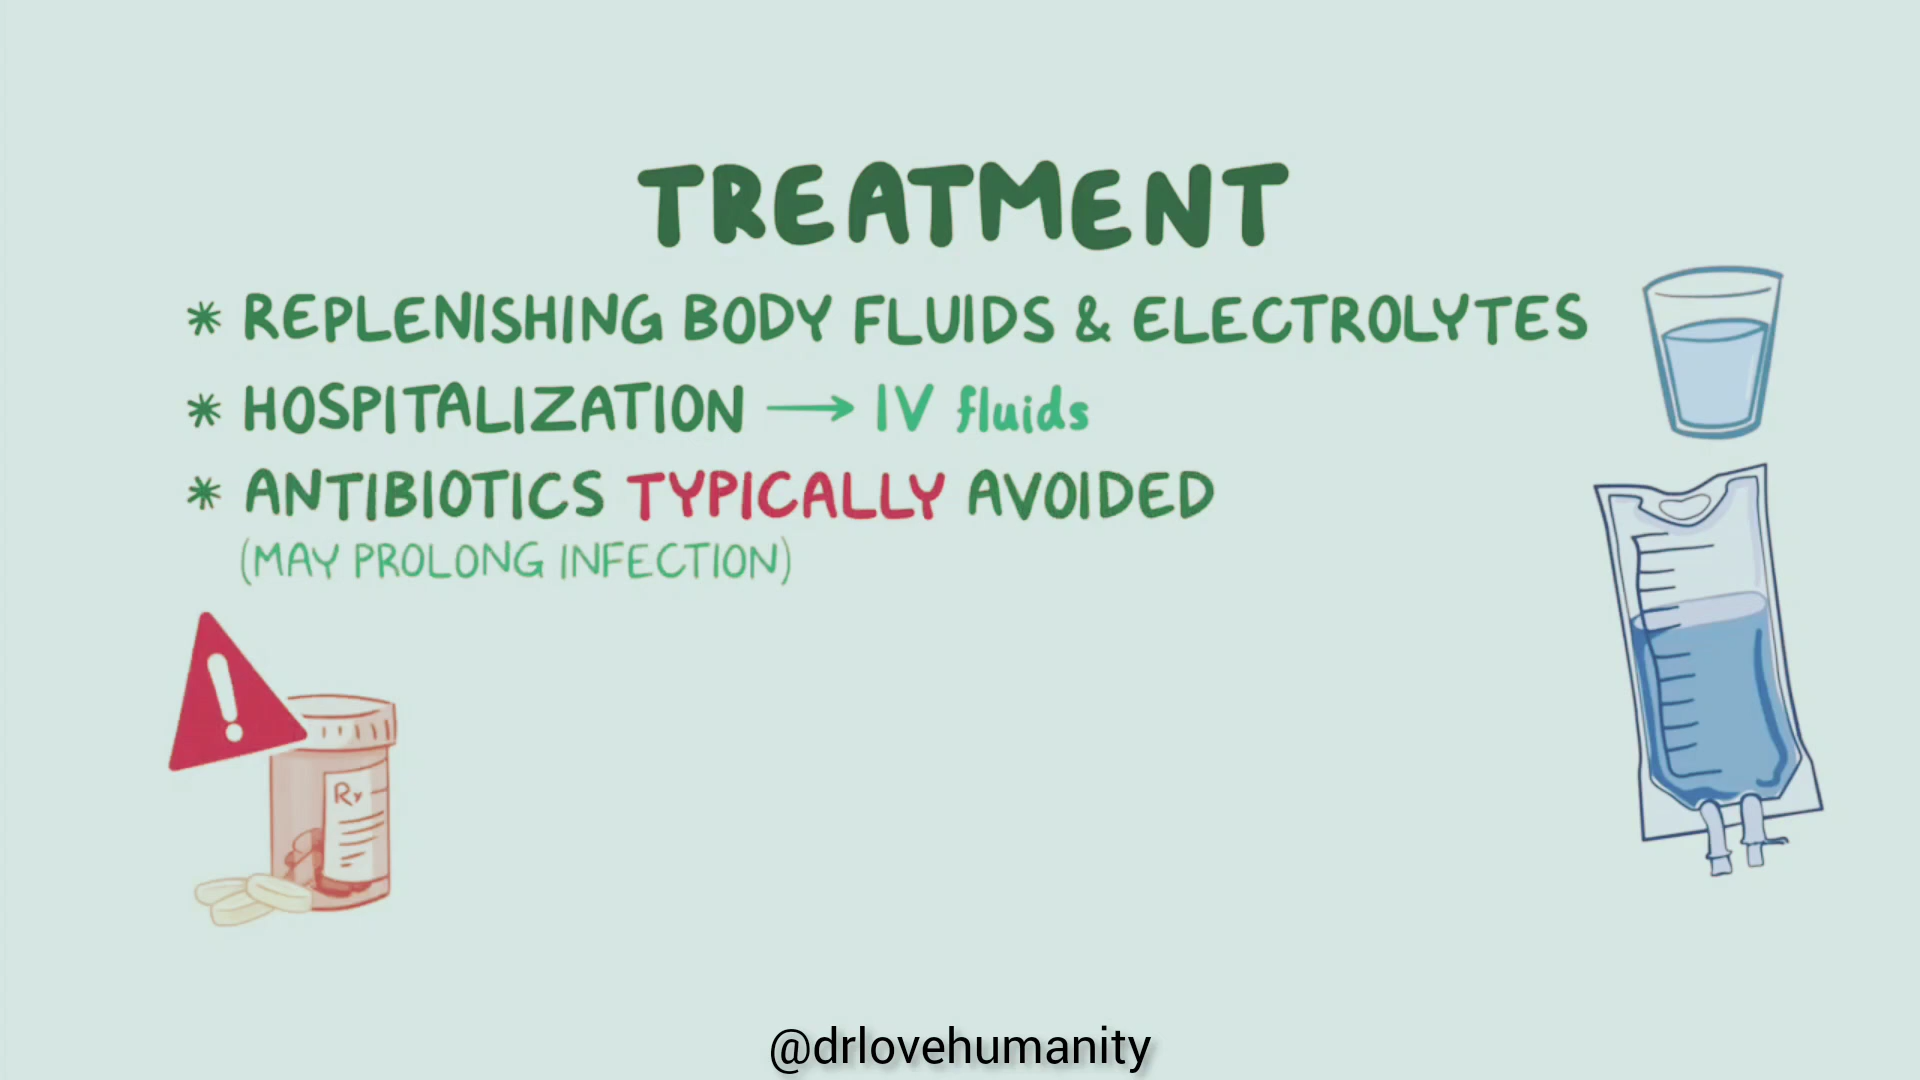 TREATMENT
* REPLENISHING BODY FLUIDS & ELECTROLYTES
* HOSPITALIZATION → IV fluids
* ANTIBIOTICS TYPICALLY AVOIDED
(MAY PROLONG INFECTION)
Rx
@drlovehumanity